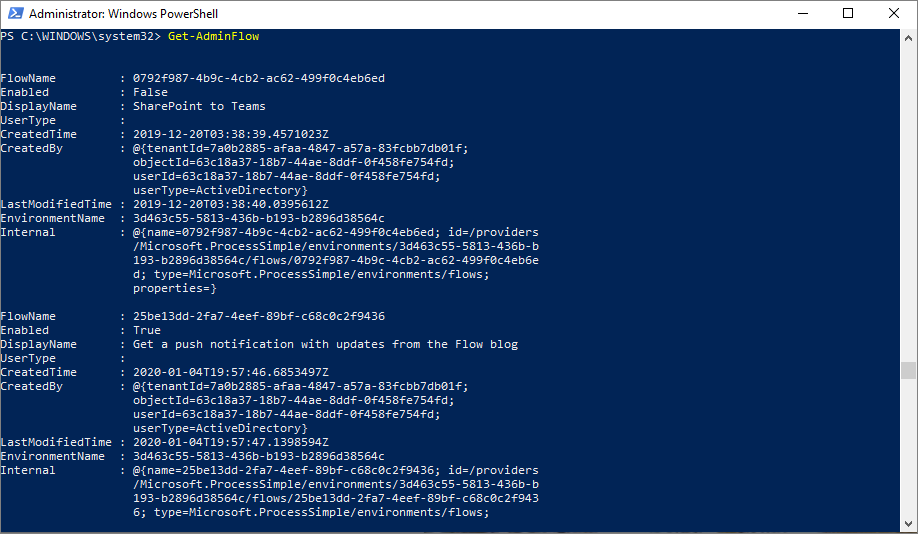 Administrator: Windows PowerShell
PS C:\WINDOWS\system32> Get-AdminFlow
FlowName : 0792f987-4b9c-4cb2-ac62-499f0c4eb6ed
Enabled : False
DisplayName : SharePoint to Teams
UserType :
CreatedTime : 2019-12-20T03:38:39.4571023Z
CreatedBy : @{tenantId=7a0b2885-afaa-4847-a57a-83fcbb7db01f;
objectId=63c18a37-18b7-44ae-8ddf-0f458fe754fd;
userId=63c18a37-18b7-44ae-8ddf-0f458fe754fd;
userType=ActiveDirectory}
LastModifiedTime : 2019-12-20T03:38:40.0395612Z
EnvironmentName : 3d463c55-5813-436b-b193-b2896d38564c
Internal : @{name=0792f987-4b9c-4cb2-ac62-499f0c4eb6ed; id=/providers
/Microsoft.ProcessSimple/environments/3d463c55-5813-436b-b
193-b2896d38564c/flows/0792f987-4b9c-4cb2-ac62-499f0c4eb6e
d; type=Microsoft.ProcessSimple/environments/flows;
properties=}
FlowName : 25be13dd-2fa7-4eef-89bf-c68c0c2f9436
Enabled : True
DisplayName : Get a push notification with updates from the Flow blog
UserType :
CreatedTime : 2020-01-04T19:57:46.6853497Z
CreatedBy : @{tenantId=7a0b2885-afaa-4847-a57a-83fcbb7db01f;
objectId=63c18a37-18b7-44ae-8ddf-0f458fe754fd;
userId=63c18a37-18b7-44ae-8ddf-0f458fe754fd;
userType=ActiveDirectory}
LastModifiedTime : 2020-01-04T19:57:47.1398594Z
EnvironmentName : 3d463c55-5813-436b-b193-b2896d38564c
Internal : @{name=25be13dd-2fa7-4eef-89bf-c68c0c2f9436; id=/providers
/Microsoft.ProcessSimple/environments/3d463c55-5813-436b-b
193-b2896d38564c/flows/25be13dd-2fa7-4eef-89bf-c68c0c2f943
6; type=Microsoft.ProcessSimple/environments/flows;